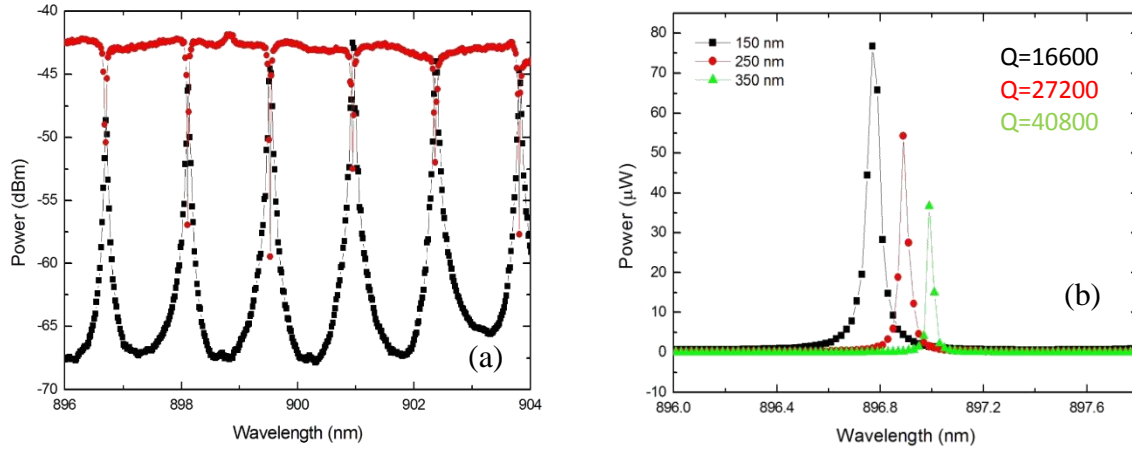 -40
-45
-50
-55
-60
-65
-70
Power (dBm)
896
898
900
902
904
Wavelength (nm)
(a)
80
70
60
50
40
30
20
10
0
-10
Power (μW)
150 nm
250 nm
350 nm
Q=16600
Q=27200
Q=40800
(b)
896.0
896.4
896.8
897.2
897.6
Wavelength (nm)